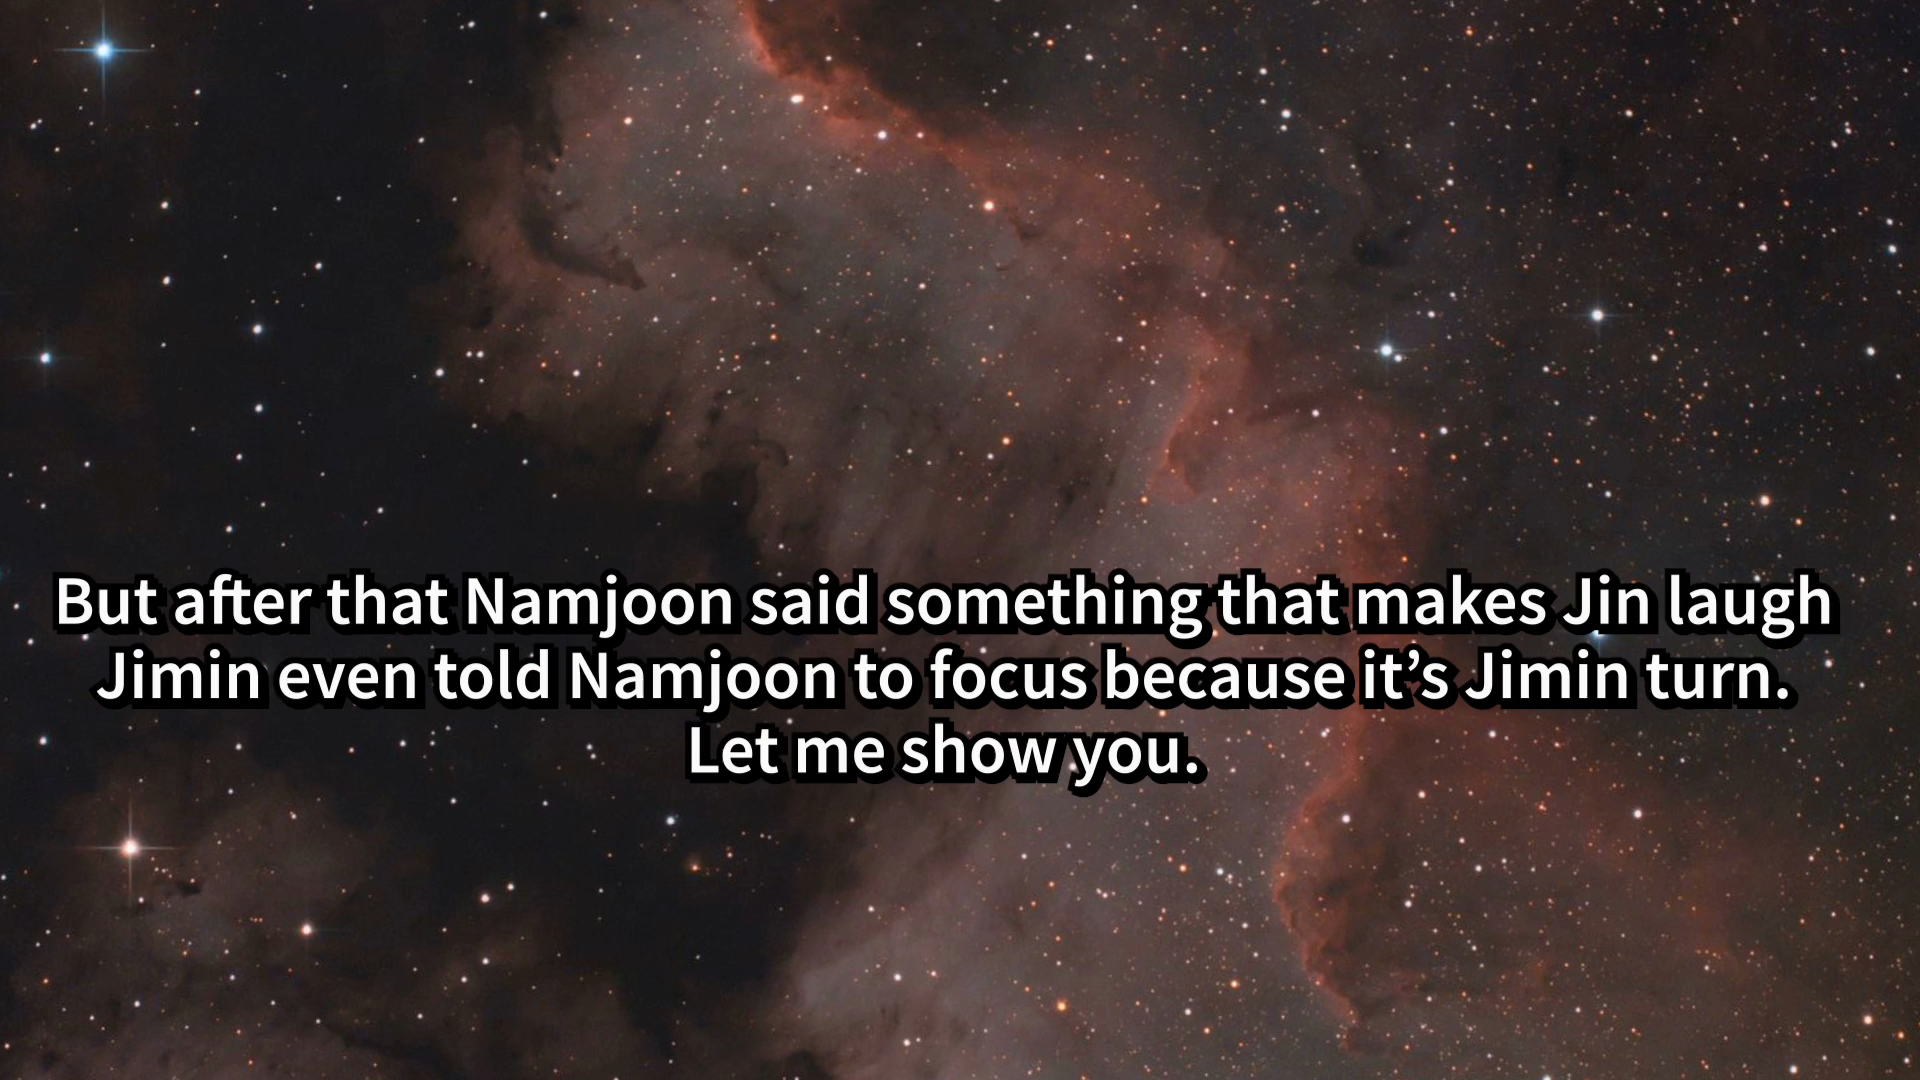 But after that Namjoon said something that makes Jin laugh
Jimin even told Namjoon to focus because it’s Jimin turn.
Let me show you.